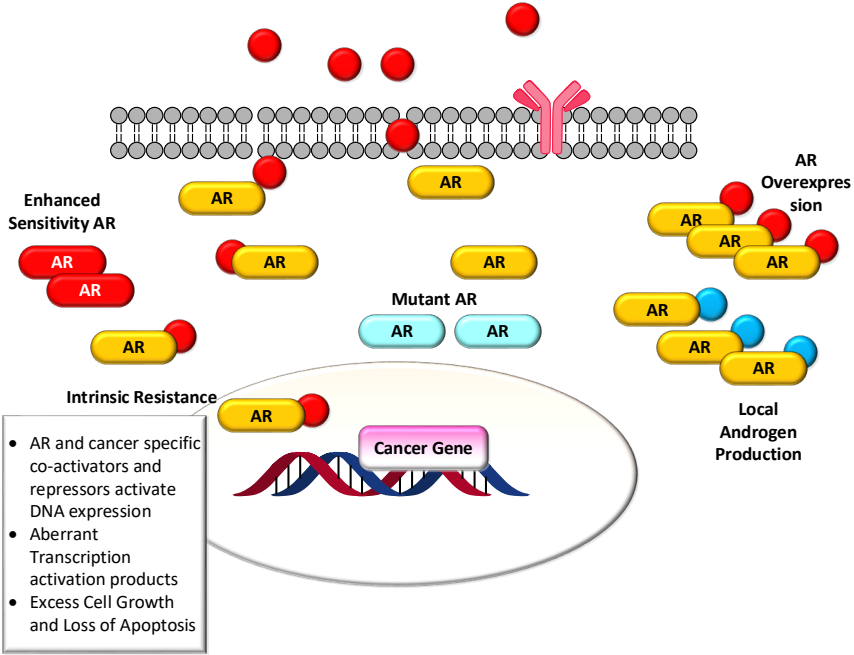 AR
AR
AR
Overexpres
sion
Enhanced
Sensitivity AR
AR
AR
AR
AR
AR
AR
AR
Mutant AR
AR
AR
AR
AR
AR
AR
Intrinsic Resistance
AR
Local
Androgen
Production
Cancer Gene
• AR and cancer specific
co-activators and
repressors activate
DNA expression
• Aberrant
Transcription
activation products
• Excess Cell Growth
and Loss of Apoptosis